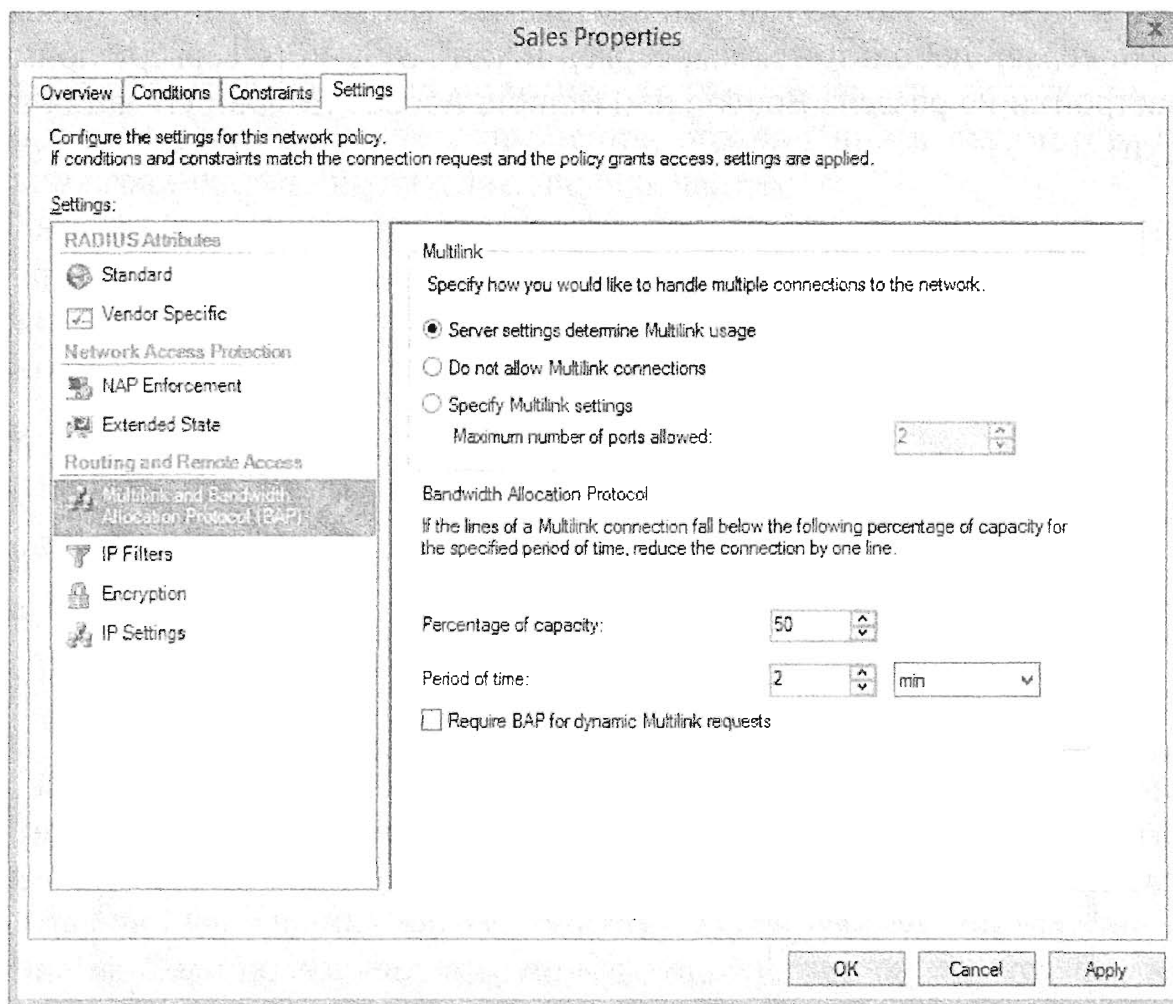 Sales Properties
X
Overview
Conditions
Constraints
Settings
Configure the settings for this network policy.
If conditions and constraints match the connection request and the policy grants access, settings are applied.
Settings:
RADIUS Attributes
Standard
Vendor Specific
Network Access Protection
NAP Enforcement
Extended State
Routing and Remote Access
Multilink and Bandwidth
Allocation Protocol (BAP)
IP Filters
Encryption
IP Settings
Multilink
Specify how you would like to handle multiple connections to the network.
Server settings determine Multilink usage
Do not allow Multilink connections
Specify Multilink settings
Maximum number of ports allowed: 2
Bandwidth Allocation Protocol
If the lines of a Multilink connection fall below the following percentage of capacity for
the specified period of time, reduce the connection by one line.
Percentage of capacity: 50
Period of time: 2 min
Require BAP for dynamic Multilink requests
OK Cancel Apply